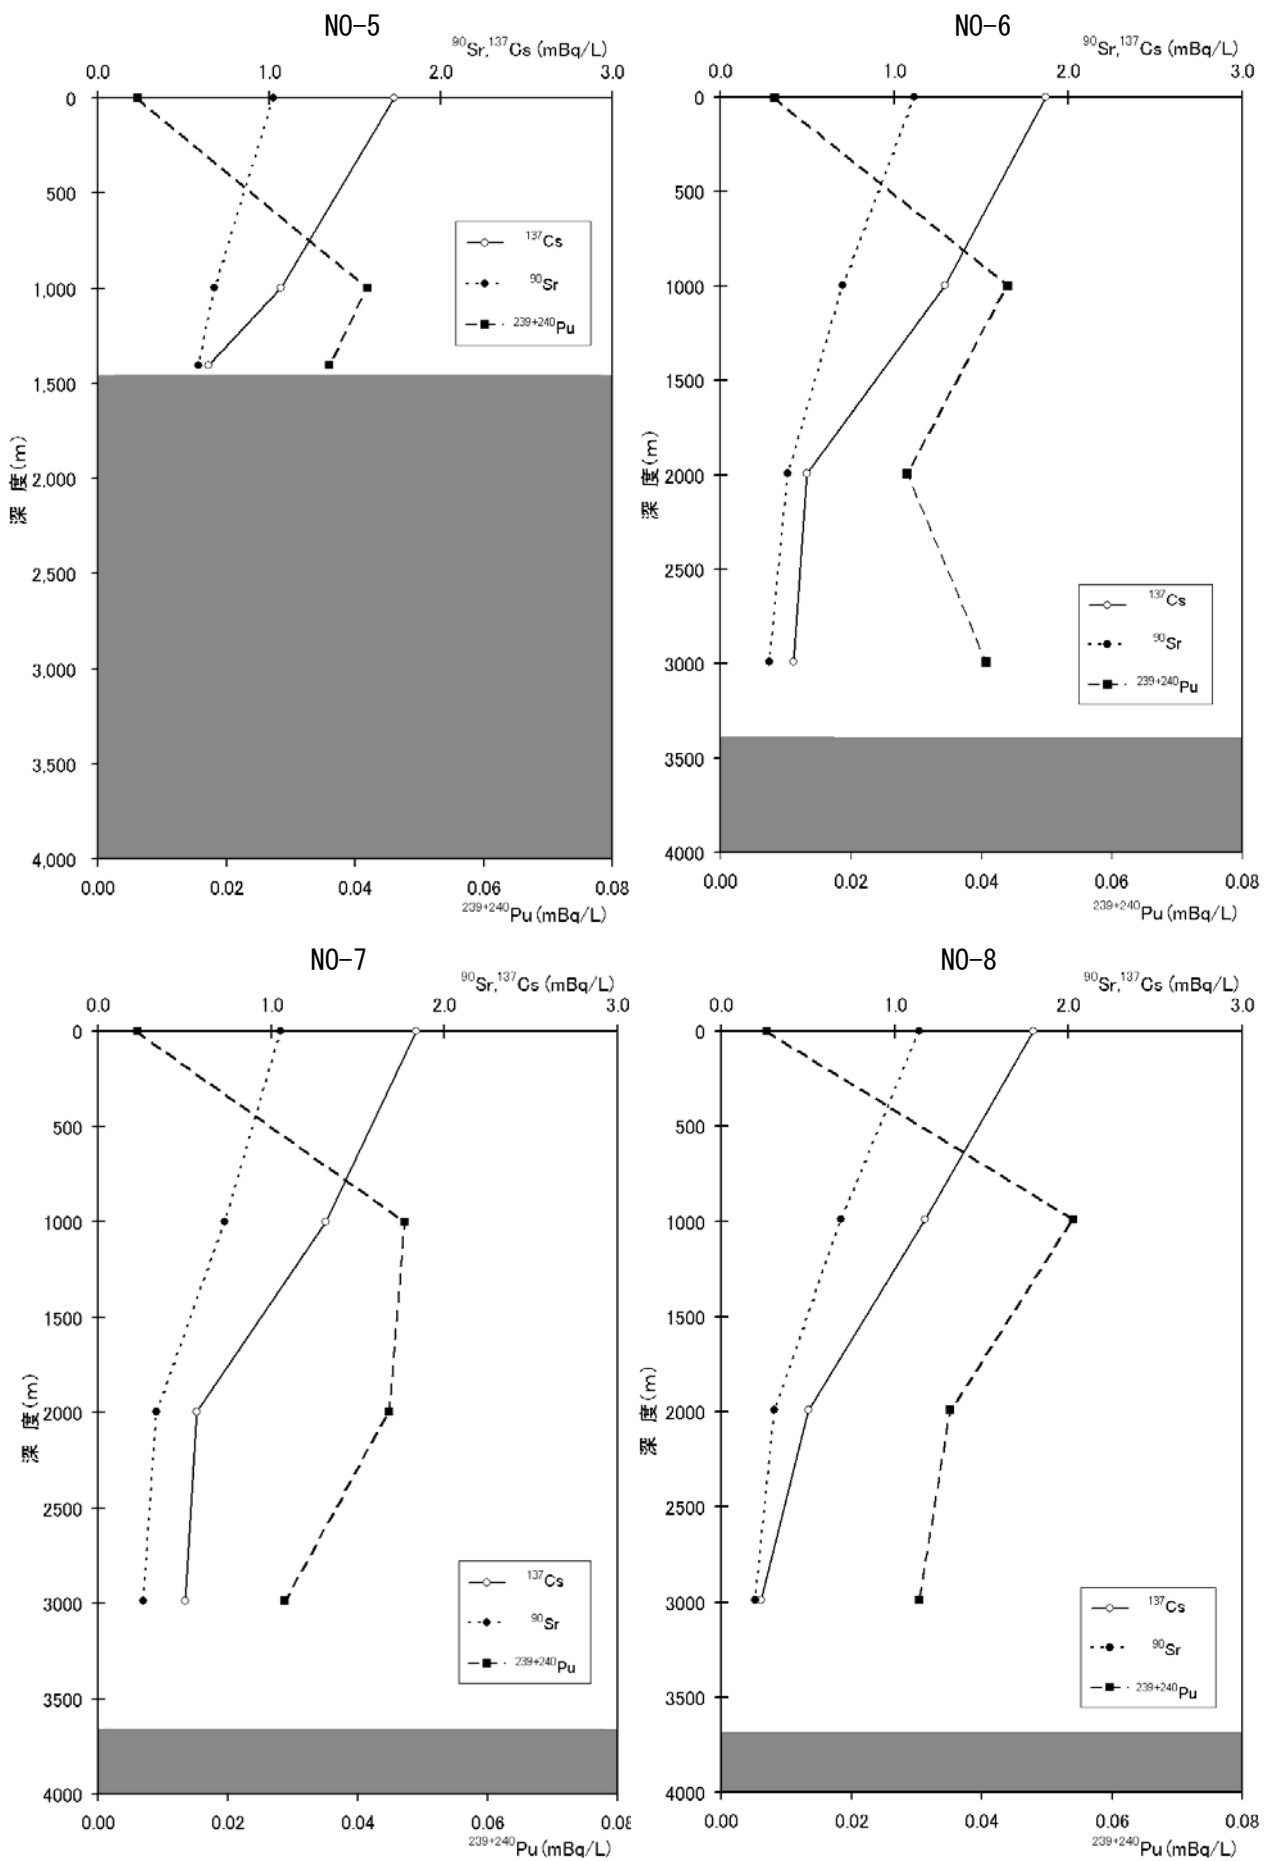 NO-5
⁹⁰Sr,¹³⁷Cs (mBq/L)
0.0 1.0 2.0 3.0
0
500
1,000
1,500
2,000
2,500
3,000
3,500
4,000
深 度(m)
¹³⁷Cs
⁹⁰Sr
²³⁹⁺²⁴⁰Pu
0.00 0.02 0.04 0.06 0.08
²³⁹⁺²⁴⁰Pu (mBq/L)
NO-6
⁹⁰Sr,¹³⁷Cs (mBq/L)
0.0 1.0 2.0 3.0
0
500
1000
1500
2000
2500
3000
3500
4000
深 度(m)
¹³⁷Cs
⁹⁰Sr
²³⁹⁺²⁴⁰Pu
0.00 0.02 0.04 0.06 0.08
²³⁹⁺²⁴⁰Pu (mBq/L)
NO-7
⁹⁰Sr,¹³⁷Cs (mBq/L)
0.0 1.0 2.0 3.0
0
500
1000
1500
2000
2500
3000
3500
4000
深 度(m)
¹³⁷Cs
⁹⁰Sr
²³⁹⁺²⁴⁰Pu
0.00 0.02 0.04 0.06 0.08
²³⁹⁺²⁴⁰Pu (mBq/L)
NO-8
⁹⁰Sr,¹³⁷Cs (mBq/L)
0.0 1.0 2.0 3.0
0
500
1000
1500
2000
2500
3000
3500
4000
深 度(m)
¹³⁷Cs
⁹⁰Sr
²³⁹⁺²⁴⁰Pu
0.00 0.02 0.04 0.06 0.08
²³⁹⁺²⁴⁰Pu (mBq/L)